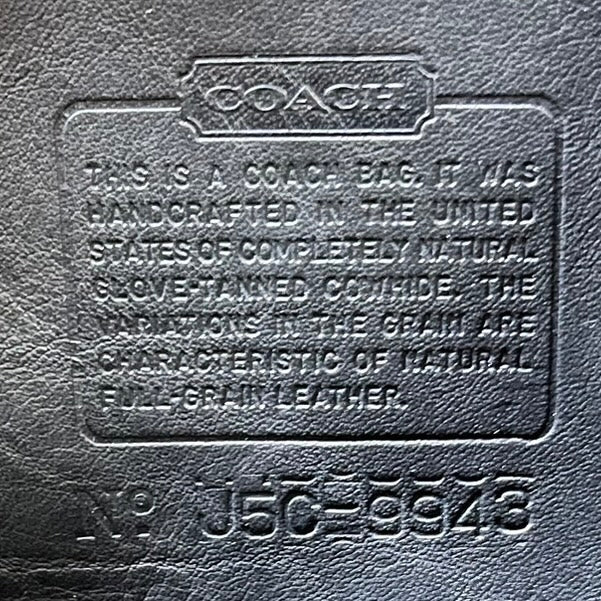 COACH
THIS IS A COACH BAG. IT WAS
HANDCRAFTED IN THE UNITED
STATES OF COMPLETELY NATURAL
GLOVE-TANNED COWHIDE. THE
VARIATIONS IN THE GRAIN ARE
CHARACTERISTIC OF NATURAL
FULL-GRAIN LEATHER.
No J5C-9943